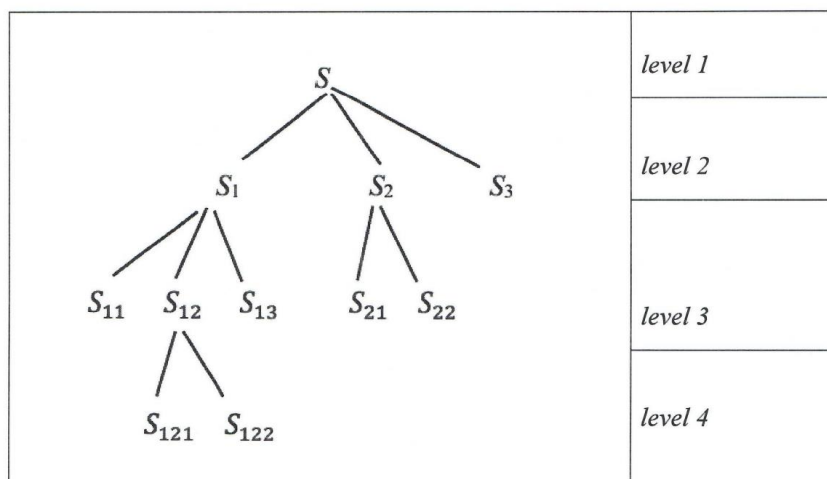 S level 1
S₁ S₂ S₃ level 2
S₁₁ S₁₂ S₁₃ S₂₁ S₂₂ level 3
S₁₂₁ S₁₂₂ level 4